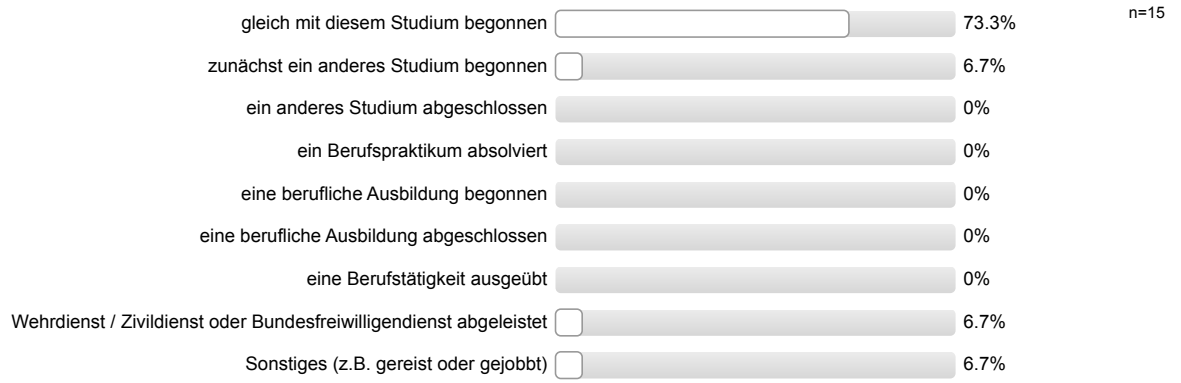 gleich mit diesem Studium begonnen 73.3% n=15
zunächst ein anderes Studium begonnen 6.7%
ein anderes Studium abgeschlossen 0%
ein Berufspraktikum absolviert 0%
eine berufliche Ausbildung begonnen 0%
eine berufliche Ausbildung abgeschlossen 0%
eine Berufstätigkeit ausgeübt 0%
Wehrdienst / Zivildienst oder Bundesfreiwilligendienst abgeleistet 6.7%
Sonstiges (z.B. gereist oder gejobbt) 6.7%